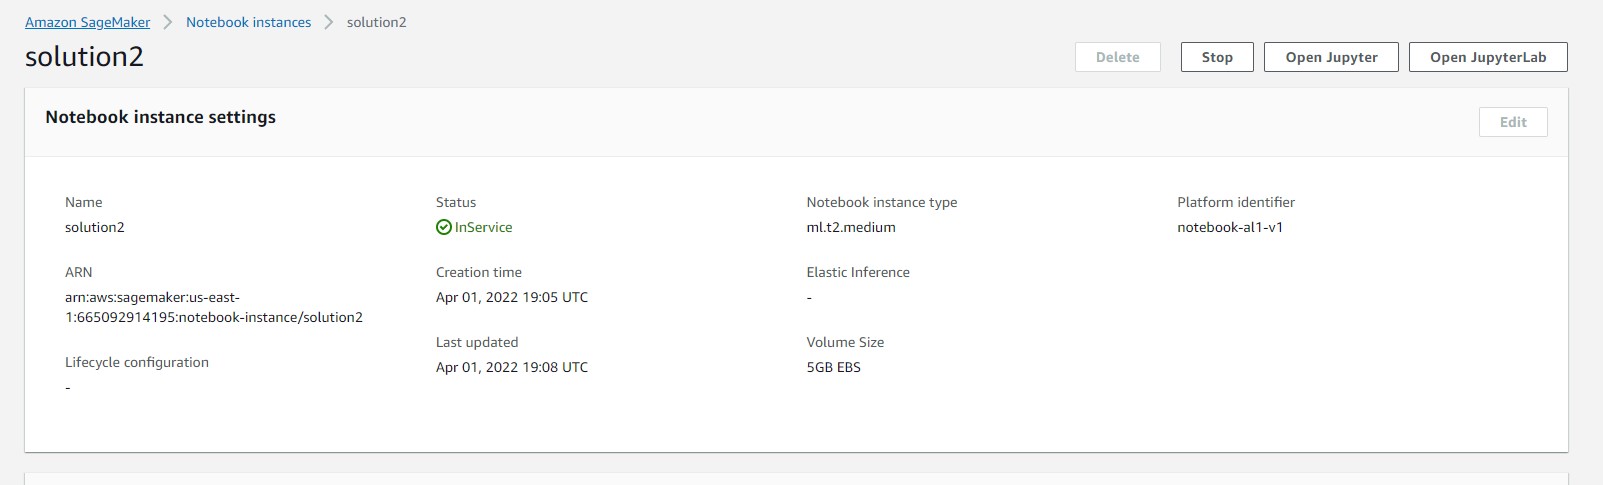 Amazon SageMaker > Notebook instances > solution2
solution2
Delete
Stop
Open Jupyter
Open JupyterLab
Notebook instance settings
Edit
Name
solution2
ARN
arn:aws:sagemaker:us-east-
1:665092914195:notebook-instance/solution2
Lifecycle configuration
-
Status
InService
Creation time
Apr 01, 2022 19:05 UTC
Last updated
Apr 01, 2022 19:08 UTC
Notebook instance type
ml.t2.medium
Elastic Inference
-
Volume Size
5GB EBS
Platform identifier
notebook-al1-v1